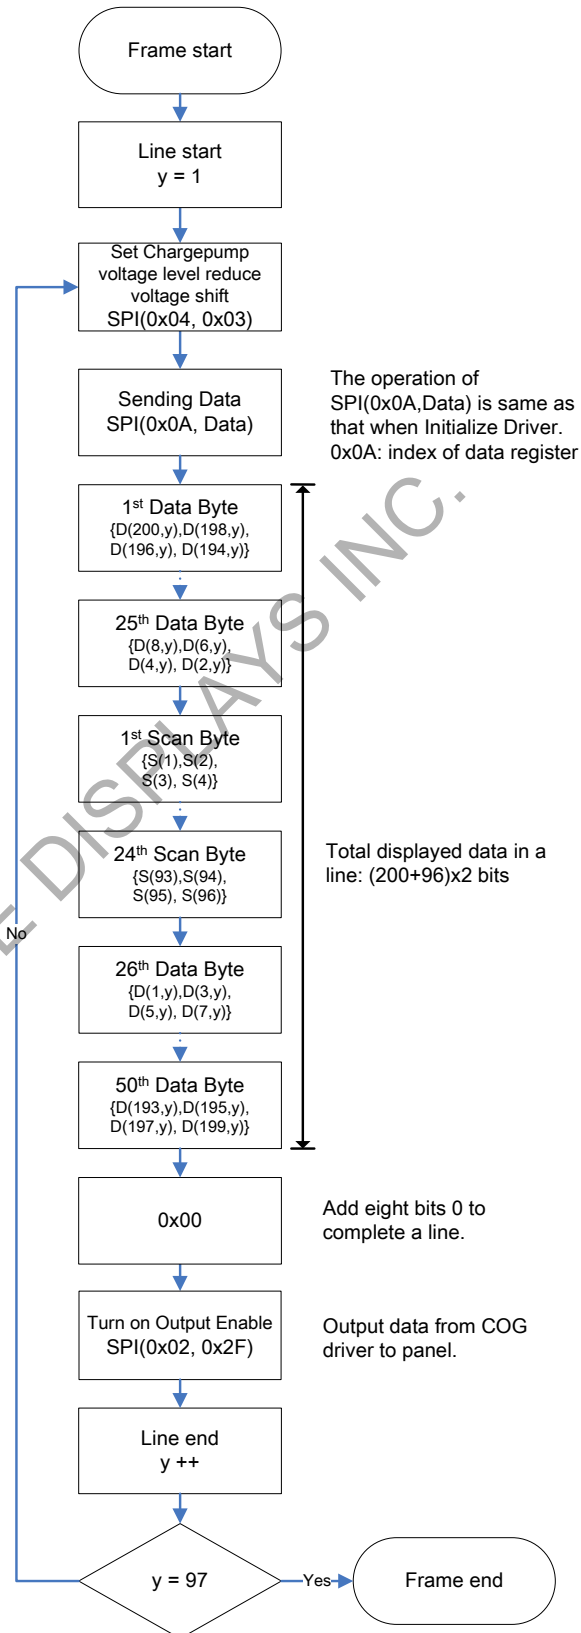 Frame start
Line start
y = 1
Set Chargepump
voltage level reduce
voltage shift
SPI(0x04, 0x03)
Sending Data
SPI(0x0A, Data)
The operation of
SPI(0x0A,Data) is same as
that when Initialize Driver.
0x0A: index of data register
1st Data Byte
{D(200,y),D(198,y),
D(196,y), D(194,y)}
25th Data Byte
{D(8,y),D(6,y),
D(4,y), D(2,y)}
1st Scan Byte
{S(1),S(2),
S(3), S(4)}
24th Scan Byte
{S(93),S(94),
S(95), S(96)}
Total displayed data in a
line: (200+96)x2 bits
No
26th Data Byte
{D(1,y),D(3,y),
D(5,y), D(7,y)}
50th Data Byte
{D(193,y),D(195,y),
D(197,y), D(199,y)}
0x00
Add eight bits 0 to
complete a line.
Turn on Output Enable
SPI(0x02, 0x2F)
Output data from COG
driver to panel.
Line end
y ++
y = 97
Yes
Frame end
E DISPLAYS INC.